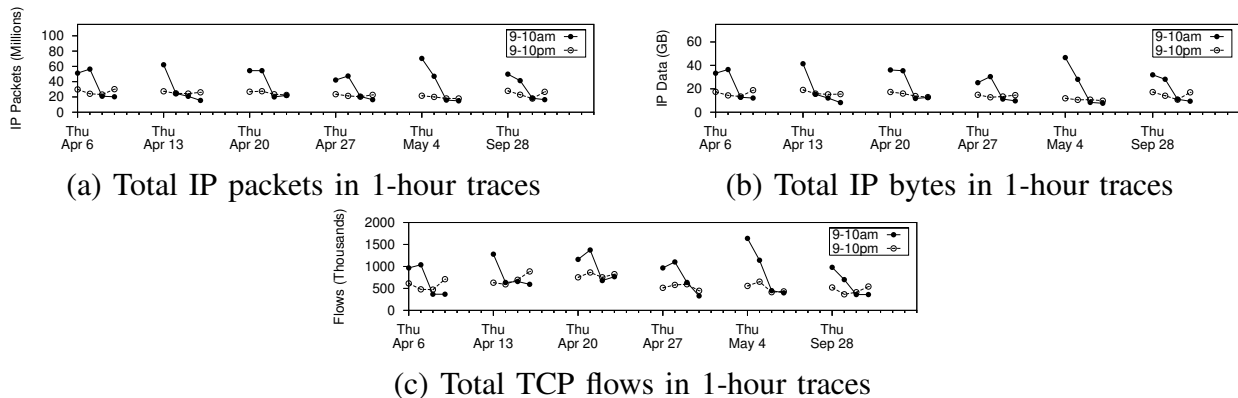 IP Packets (Millions)
100
80
60
40
20
0
9-10am
9-10pm
Thu Thu Thu Thu Thu Thu
Apr 6 Apr 13 Apr 20 Apr 27 May 4 Sep 28
(a) Total IP packets in 1-hour traces
IP Data (GB)
60
40
20
0
9-10am
9-10pm
Thu Thu Thu Thu Thu Thu
Apr 6 Apr 13 Apr 20 Apr 27 May 4 Sep 28
(b) Total IP bytes in 1-hour traces
Flows (Thousands)
2000
1500
1000
500
0
9-10am
9-10pm
Thu Thu Thu Thu Thu Thu
Apr 6 Apr 13 Apr 20 Apr 27 May 4 Sep 28
(c) Total TCP flows in 1-hour traces